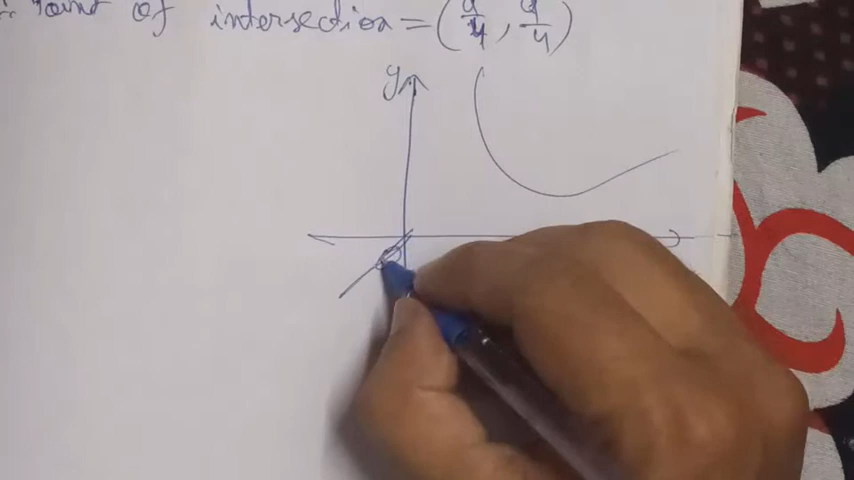 of intersection = (a/4, a/4)
y